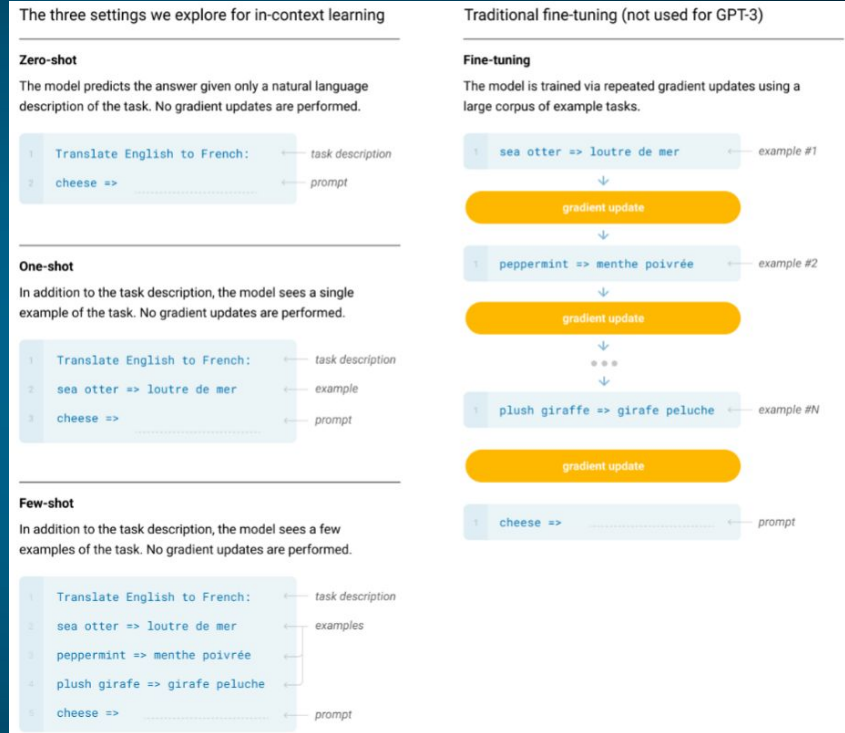 The three settings we explore for in-context learning
Zero-shot
The model predicts the answer given only a natural language
description of the task. No gradient updates are performed.
1 Translate English to French: task description
2 cheese => prompt
One-shot
In addition to the task description, the model sees a single
example of the task. No gradient updates are performed.
1 Translate English to French: task description
2 sea otter => loutre de mer example
3 cheese => prompt
Few-shot
In addition to the task description, the model sees a few
examples of the task. No gradient updates are performed.
1 Translate English to French: task description
2 sea otter => loutre de mer examples
3 peppermint => menthe poivrée
4 plush girafe => girafe peluche
5 cheese => prompt
Traditional fine-tuning (not used for GPT-3)
Fine-tuning
The model is trained via repeated gradient updates using a
large corpus of example tasks.
1 sea otter => loutre de mer example #1
gradient update
1 peppermint => menthe poivrée example #2
gradient update
1 plush giraffe => girafe peluche example #N
gradient update
1 cheese => prompt